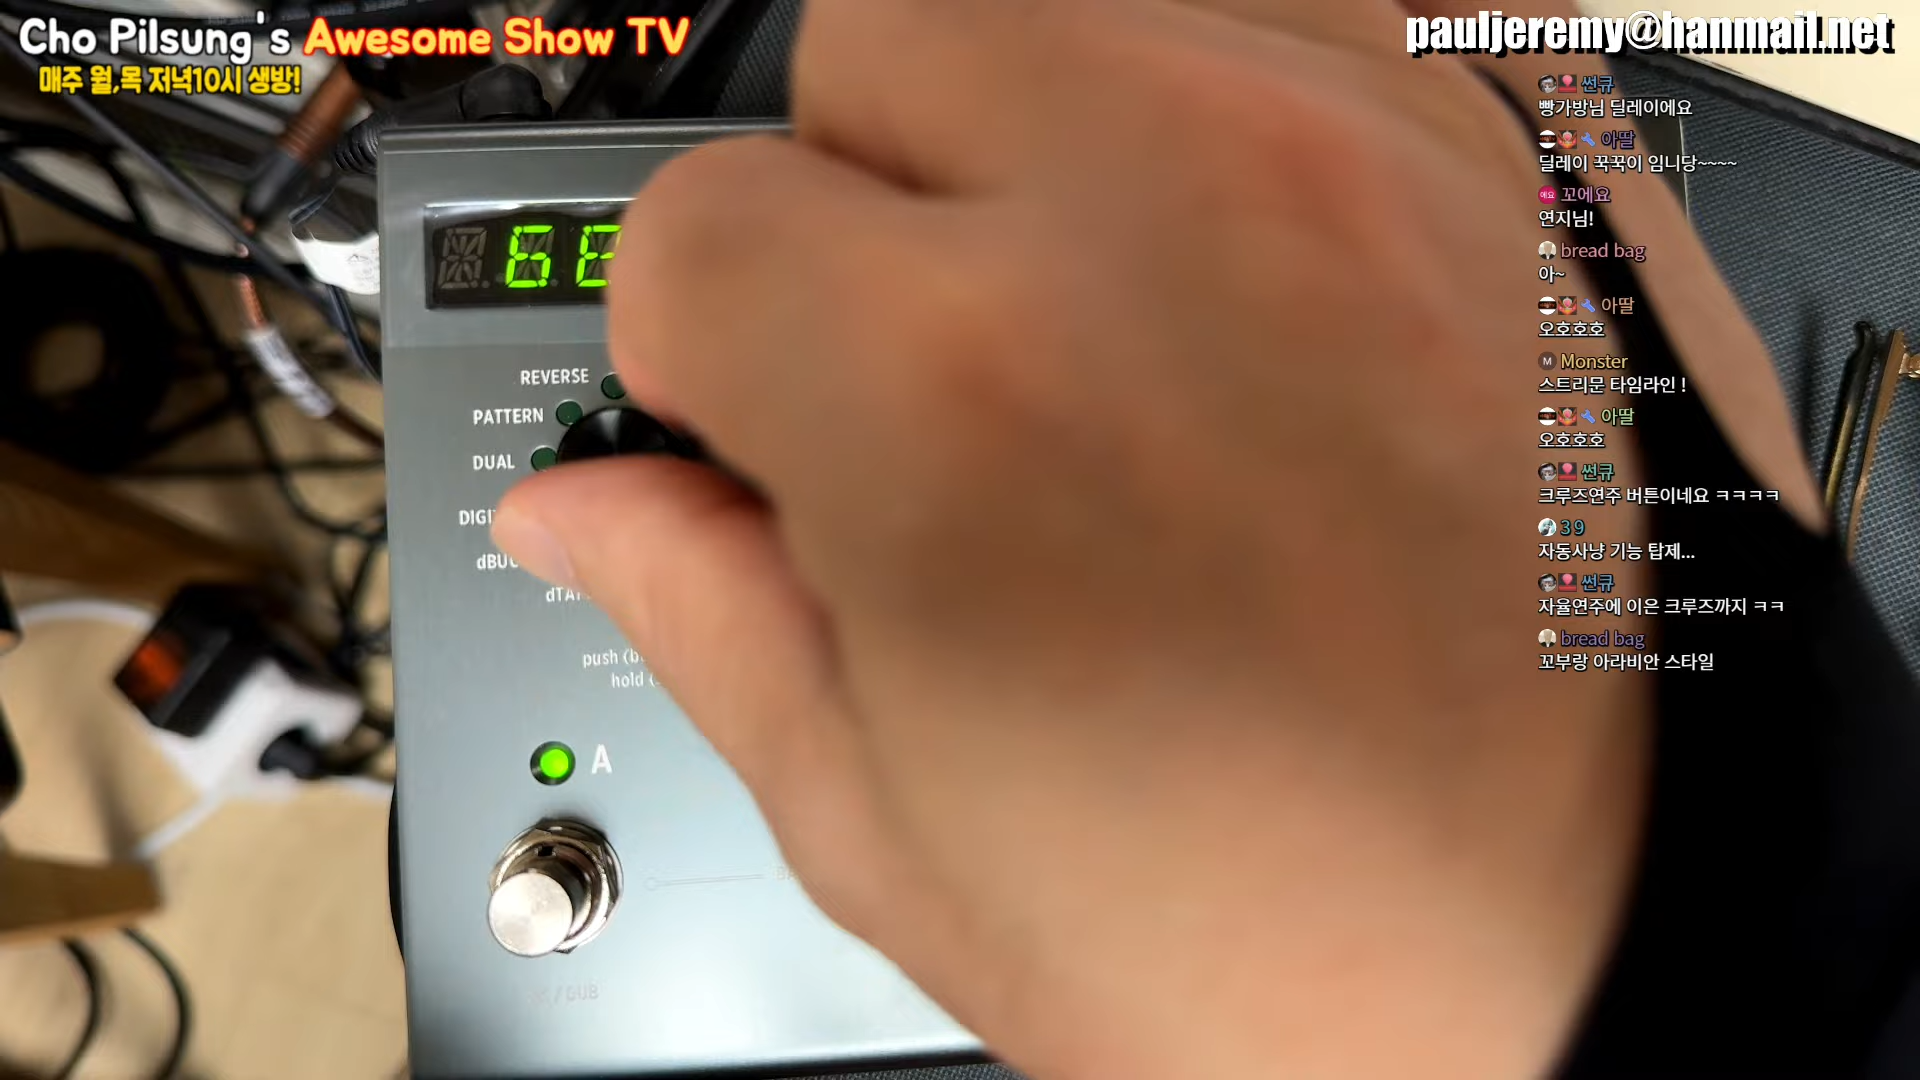 Cho Pilsung's Awesome Show TV
매주 월,목 저녁10시 생방!
pauljeremy@hanmail.net
썬큐
빵가방님 딜레이에요
아딸
딜레이 꾹꾹이 임니당~~~~
꼬에요
연지님!
bread bag
아~
아딸
오호호호
M Monster
스트리문 타임라인 !
아딸
오호호호
썬큐
크루즈연주 버튼이네요 ㅋㅋㅋㅋ
39
자동사냥 기능 탑제...
썬큐
자율연주에 이은 크루즈까지 ㅋㅋ
bread bag
꼬부랑 아라비안 스타일
REVERSE
PATTERN
DUAL
push
hold
A
/ DUB